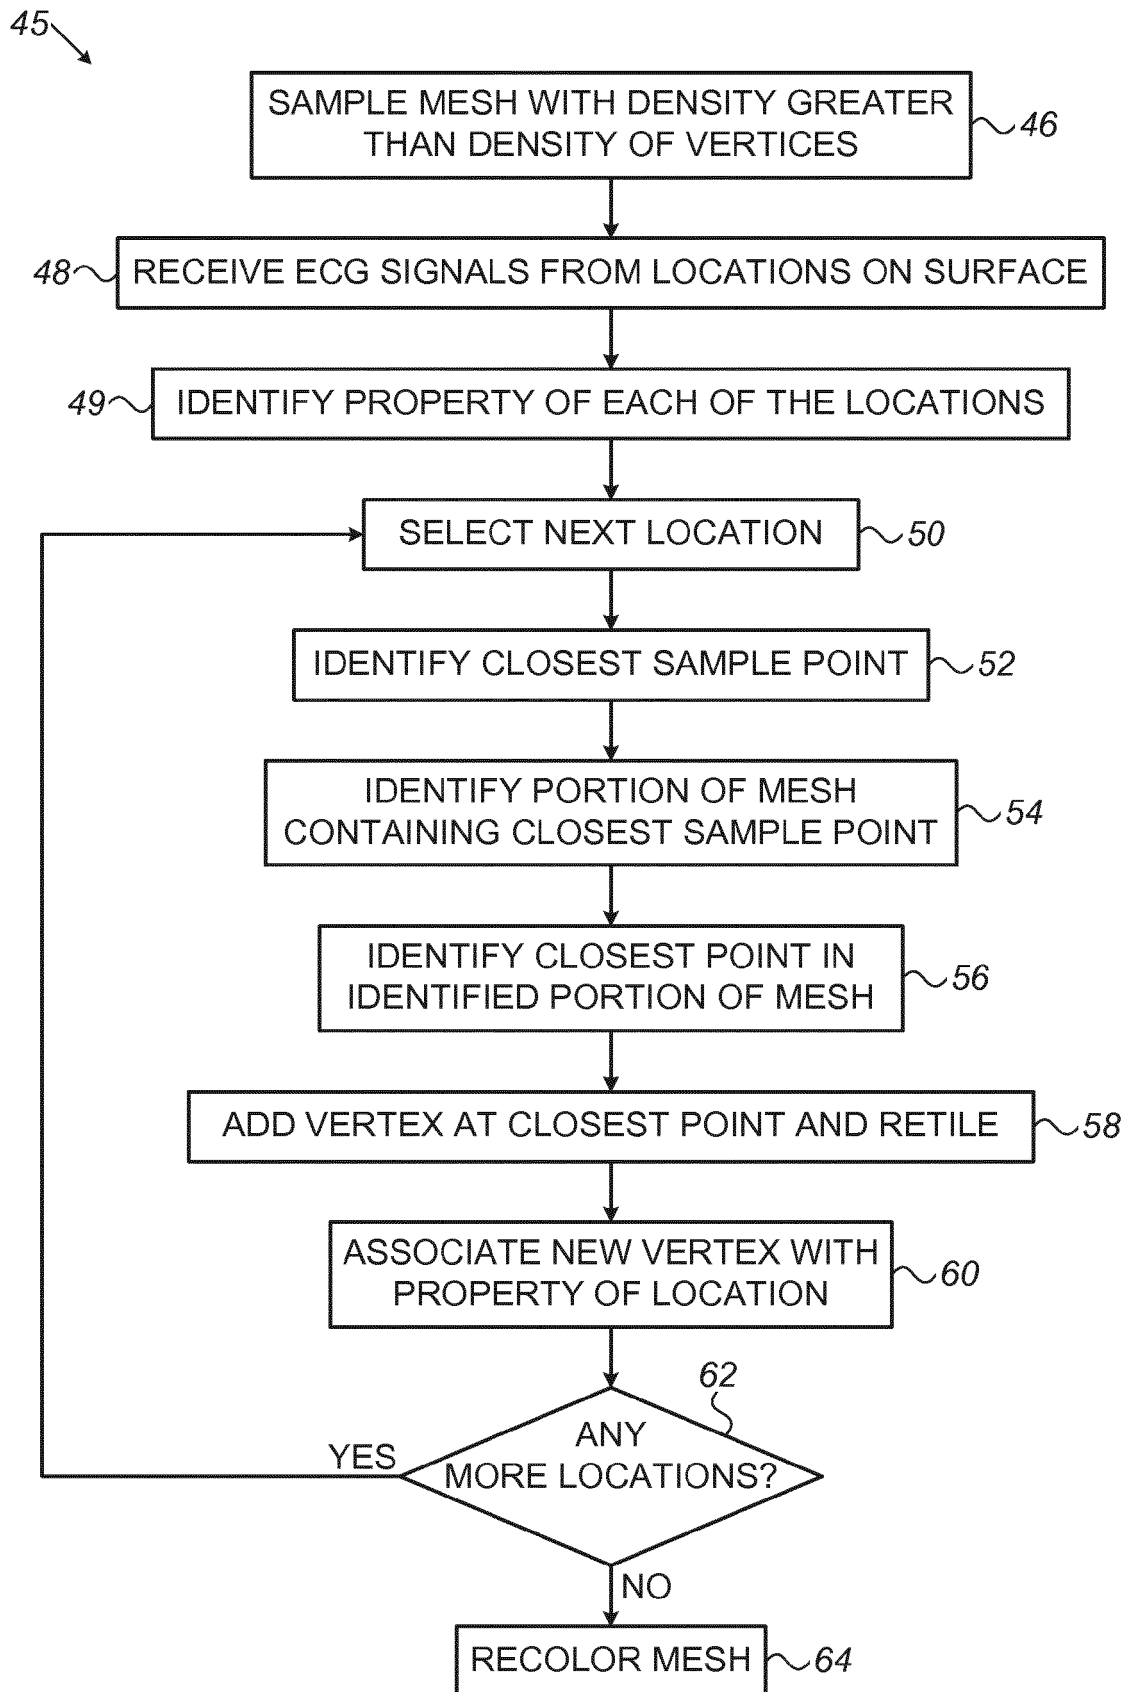 45
SAMPLE MESH WITH DENSITY GREATER
THAN DENSITY OF VERTICES
46
48
RECEIVE ECG SIGNALS FROM LOCATIONS ON SURFACE
49
IDENTIFY PROPERTY OF EACH OF THE LOCATIONS
SELECT NEXT LOCATION
50
IDENTIFY CLOSEST SAMPLE POINT
52
IDENTIFY PORTION OF MESH
CONTAINING CLOSEST SAMPLE POINT
54
IDENTIFY CLOSEST POINT IN
IDENTIFIED PORTION OF MESH
56
ADD VERTEX AT CLOSEST POINT AND RETILE
58
ASSOCIATE NEW VERTEX WITH
PROPERTY OF LOCATION
60
62
ANY
MORE LOCATIONS?
YES
NO
RECOLOR MESH
64